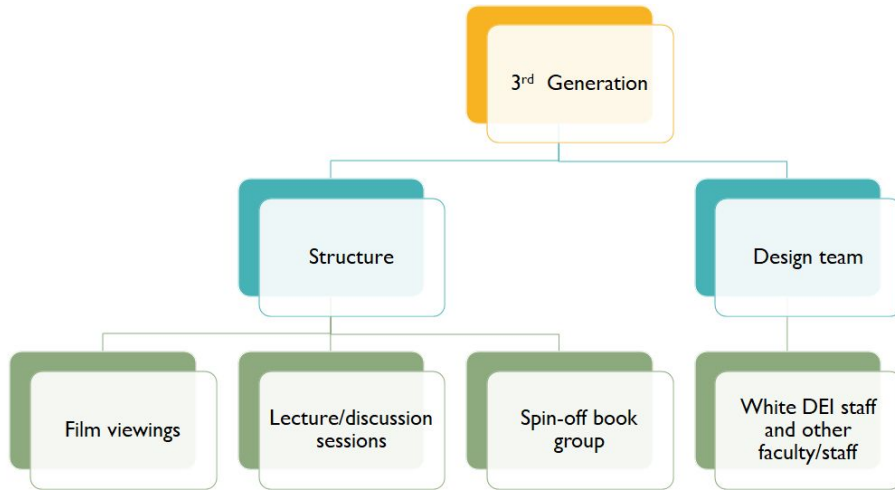 3rd Generation
Structure
Design team
Film viewings
Lecture/discussion
sessions
Spin-off book
group
White DEI staff
and other
faculty/staff